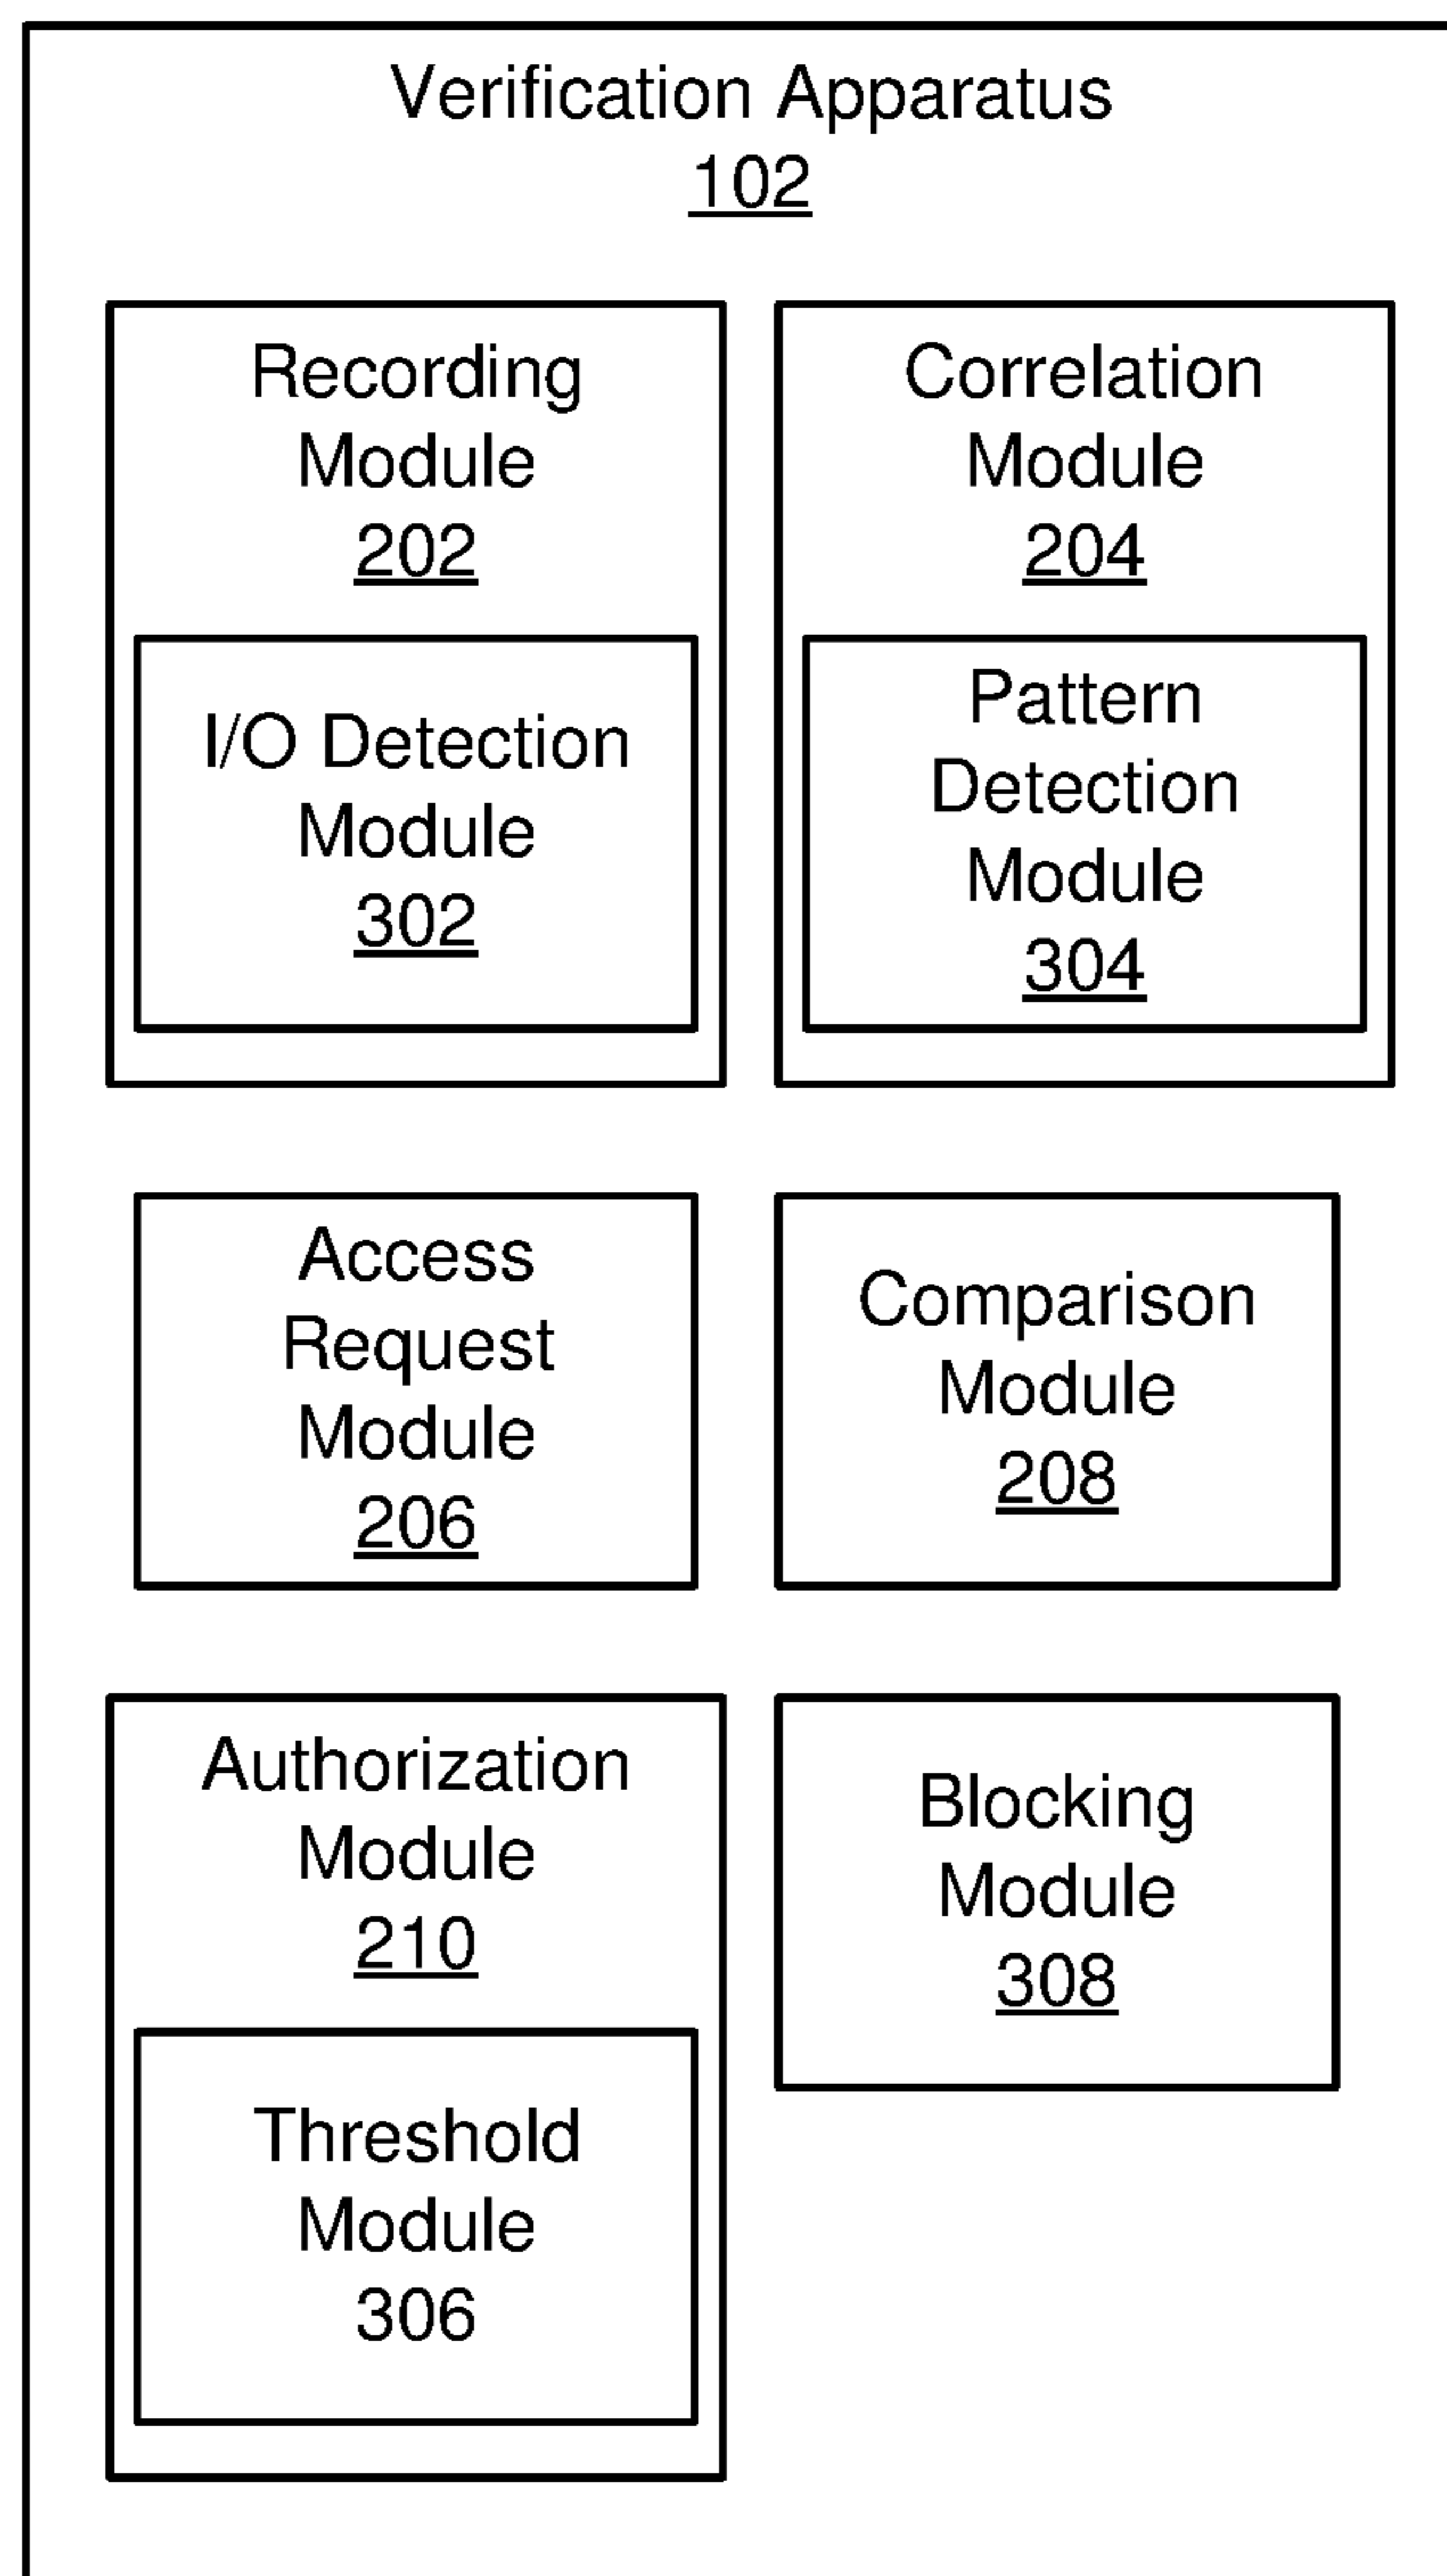 Verification Apparatus
102
Recording
Module
202
I/O Detection
Module
302
Correlation
Module
204
Pattern
Detection
Module
304
Access
Request
Module
206
Comparison
Module
208
Authorization
Module
210
Threshold
Module
306
Blocking
Module
308